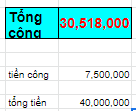 Tổng cộng 30,518,000
tiền công 7,500,000
tổng tiền 40,000,000